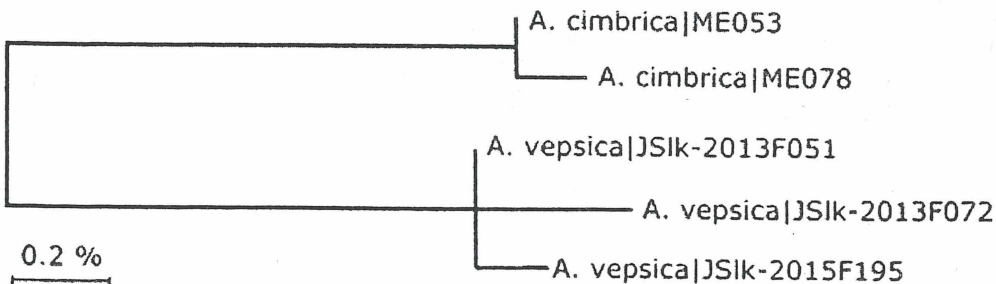 A. cimbrica|ME053
A. cimbrica|ME078
A. vepsica|JSlk-2013F051
A. vepsica|JSlk-2013F072
A. vepsica|JSlk-2015F195
0.2 %